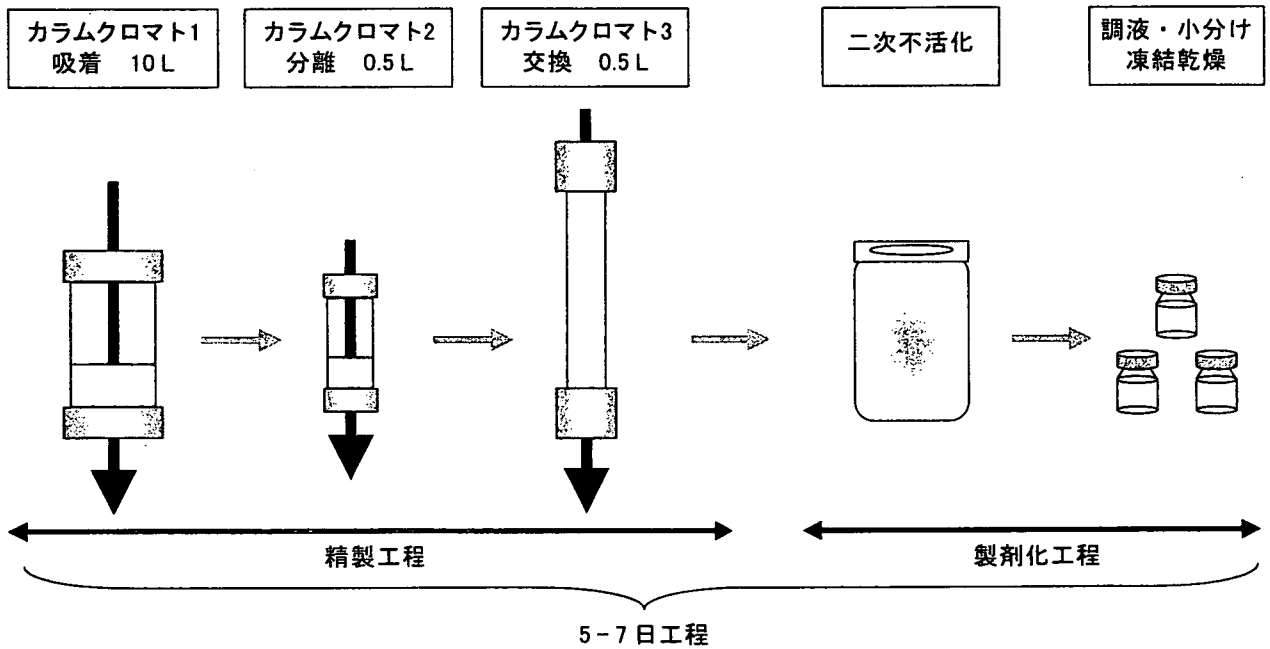 カラムクロマト1
吸着 10L
カラムクロマト2
分離 0.5L
カラムクロマト3
交換 0.5L
二次不活化
調液・小分け
凍結乾燥
精製工程
製剤化工程
5-7日工程